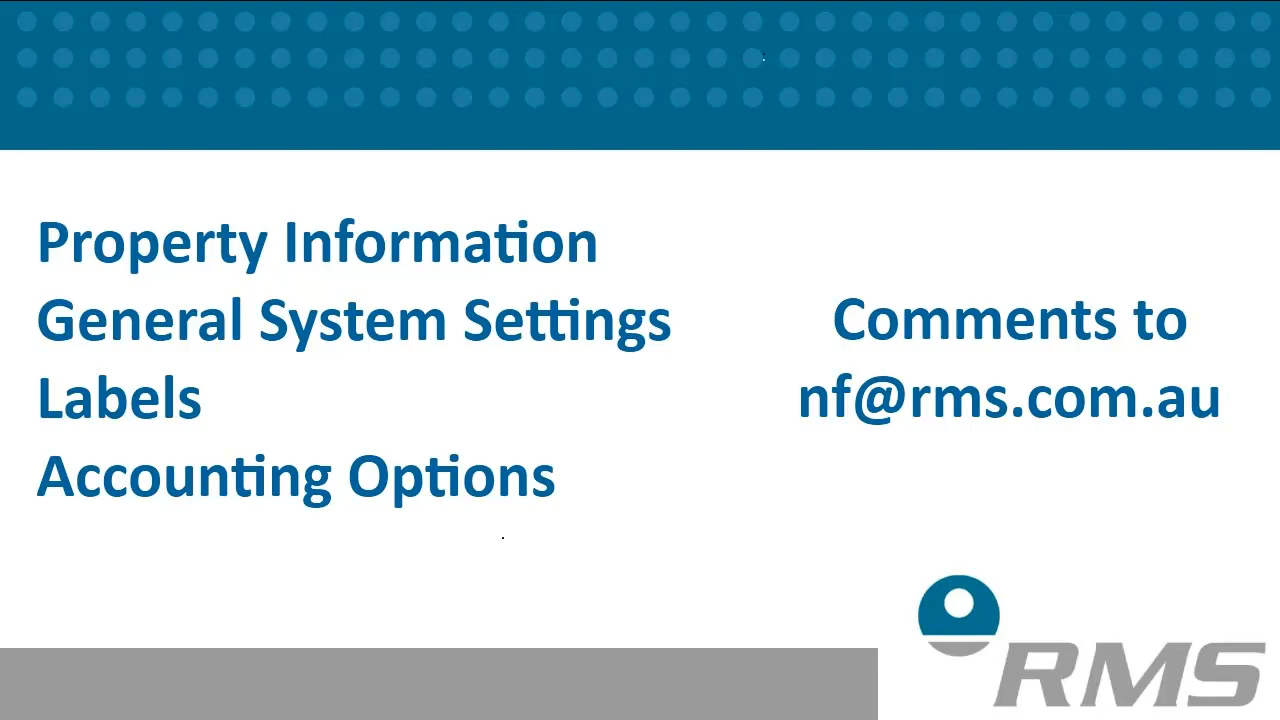 Property Information
General System Settings
Labels
Accounting Options
Comments to
nf@rms.com.au
RMS